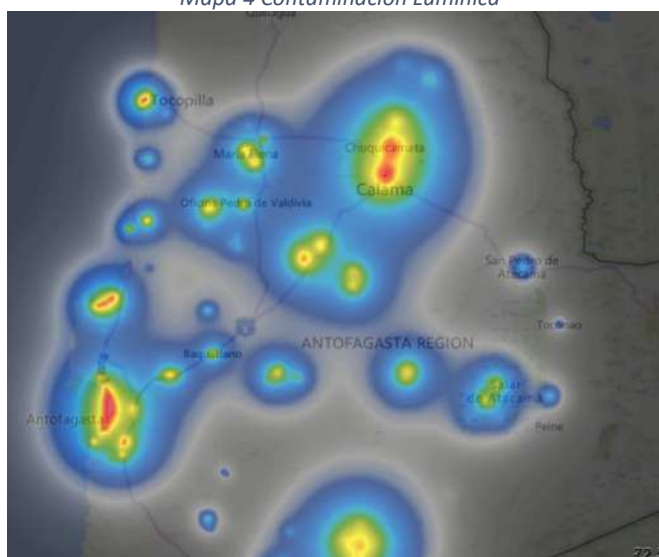 Mapa 4 Contaminación Lumínica
Quillagua
Tocopilla
María Elena
Chuquicamata
Calama
Oficina Pedro de Valdivia
San Pedro de
Atacama
Toconao
ANTOFAGASTA REGION
Baquedano
Salar
de Atacama
Antofagasta
Peine